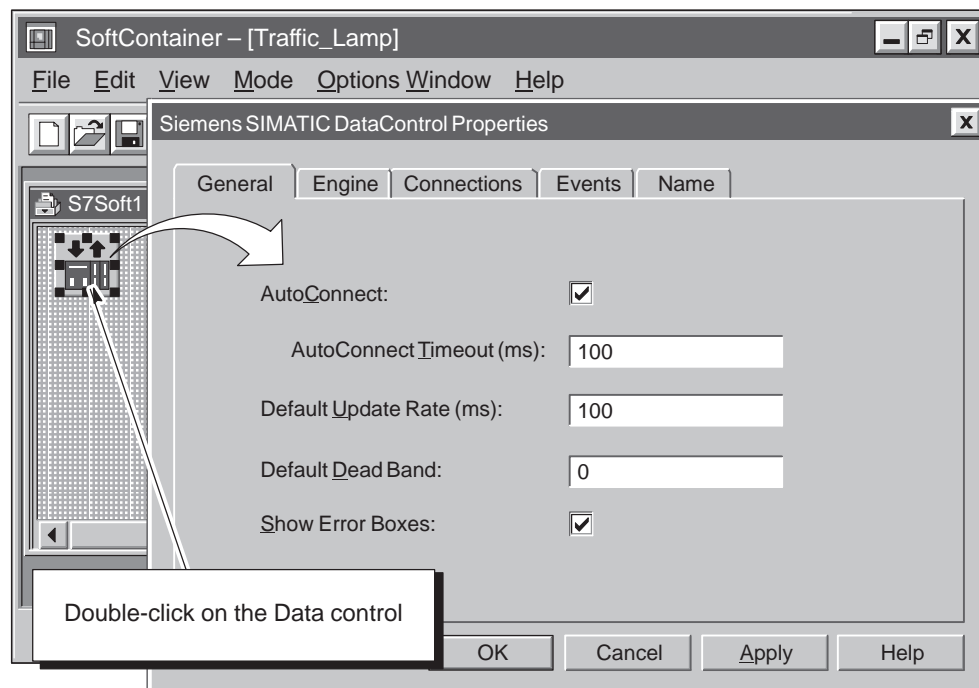 SoftContainer – [Traffic_Lamp]
File Edit View Mode Options Window Help
Siemens SIMATIC DataControl Properties
General Engine Connections Events Name
S7Soft1
AutoConnect:
AutoConnect Timeout (ms): 100
Default Update Rate (ms): 100
Default Dead Band: 0
Show Error Boxes:
Double-click on the Data control
OK Cancel Apply Help